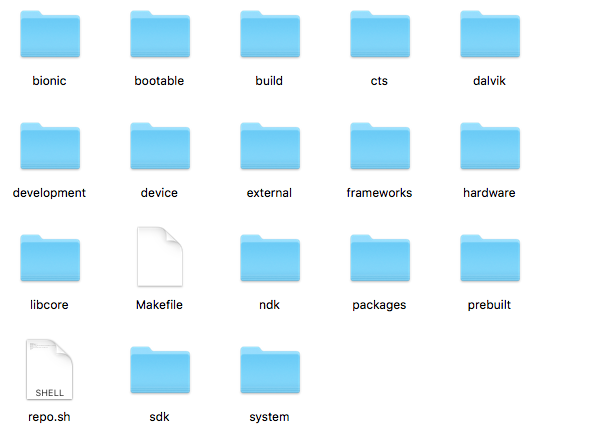 bionic bootable build cts dalvik
development device external frameworks hardware
libcore Makefile ndk packages prebuilt
SHELL
repo.sh sdk system